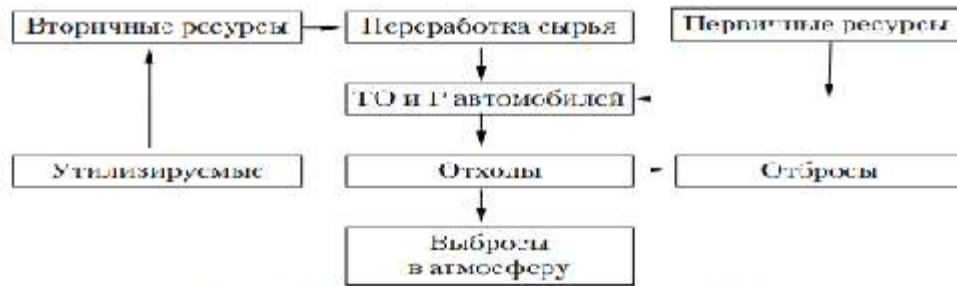 Вторичные ресурсы
Переработка сырья
Первичные ресурсы
ТО и Р автомобилей
Утилизируемые
Отходы
Отбросы
Выбросы
в атмосферу